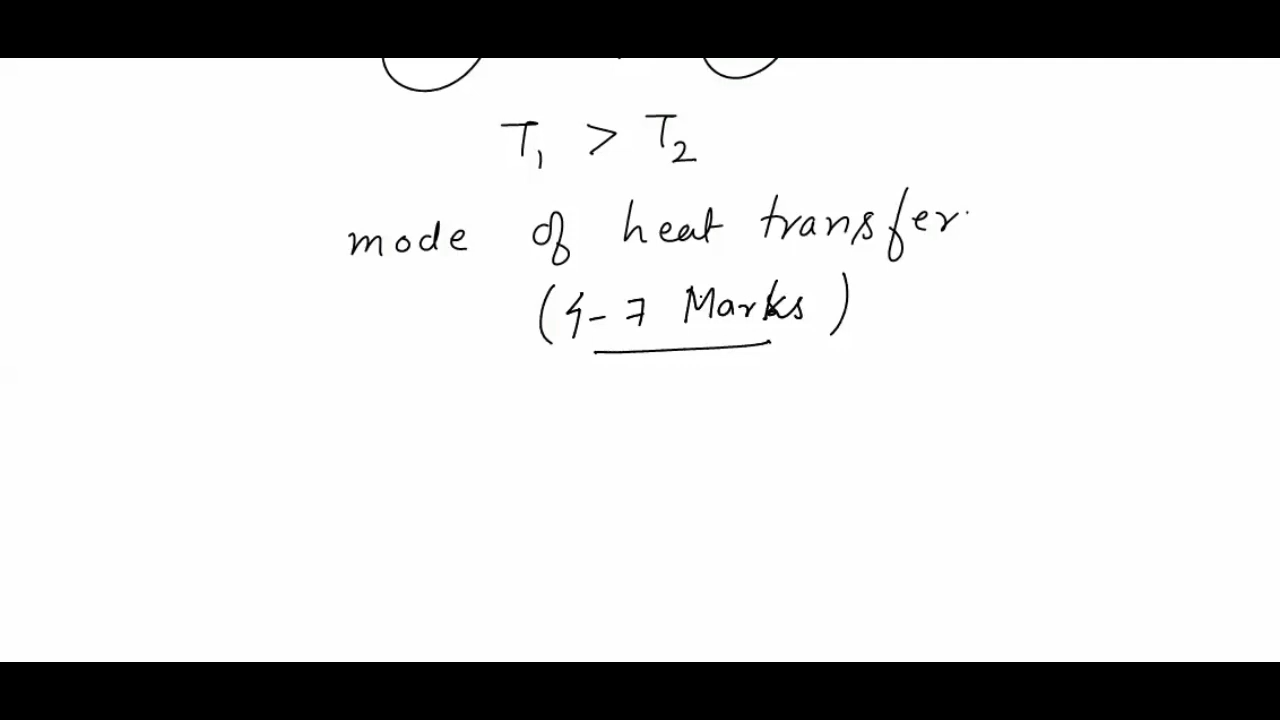 T₁ > T₂
mode of heat transfer.
(4-7 Marks)